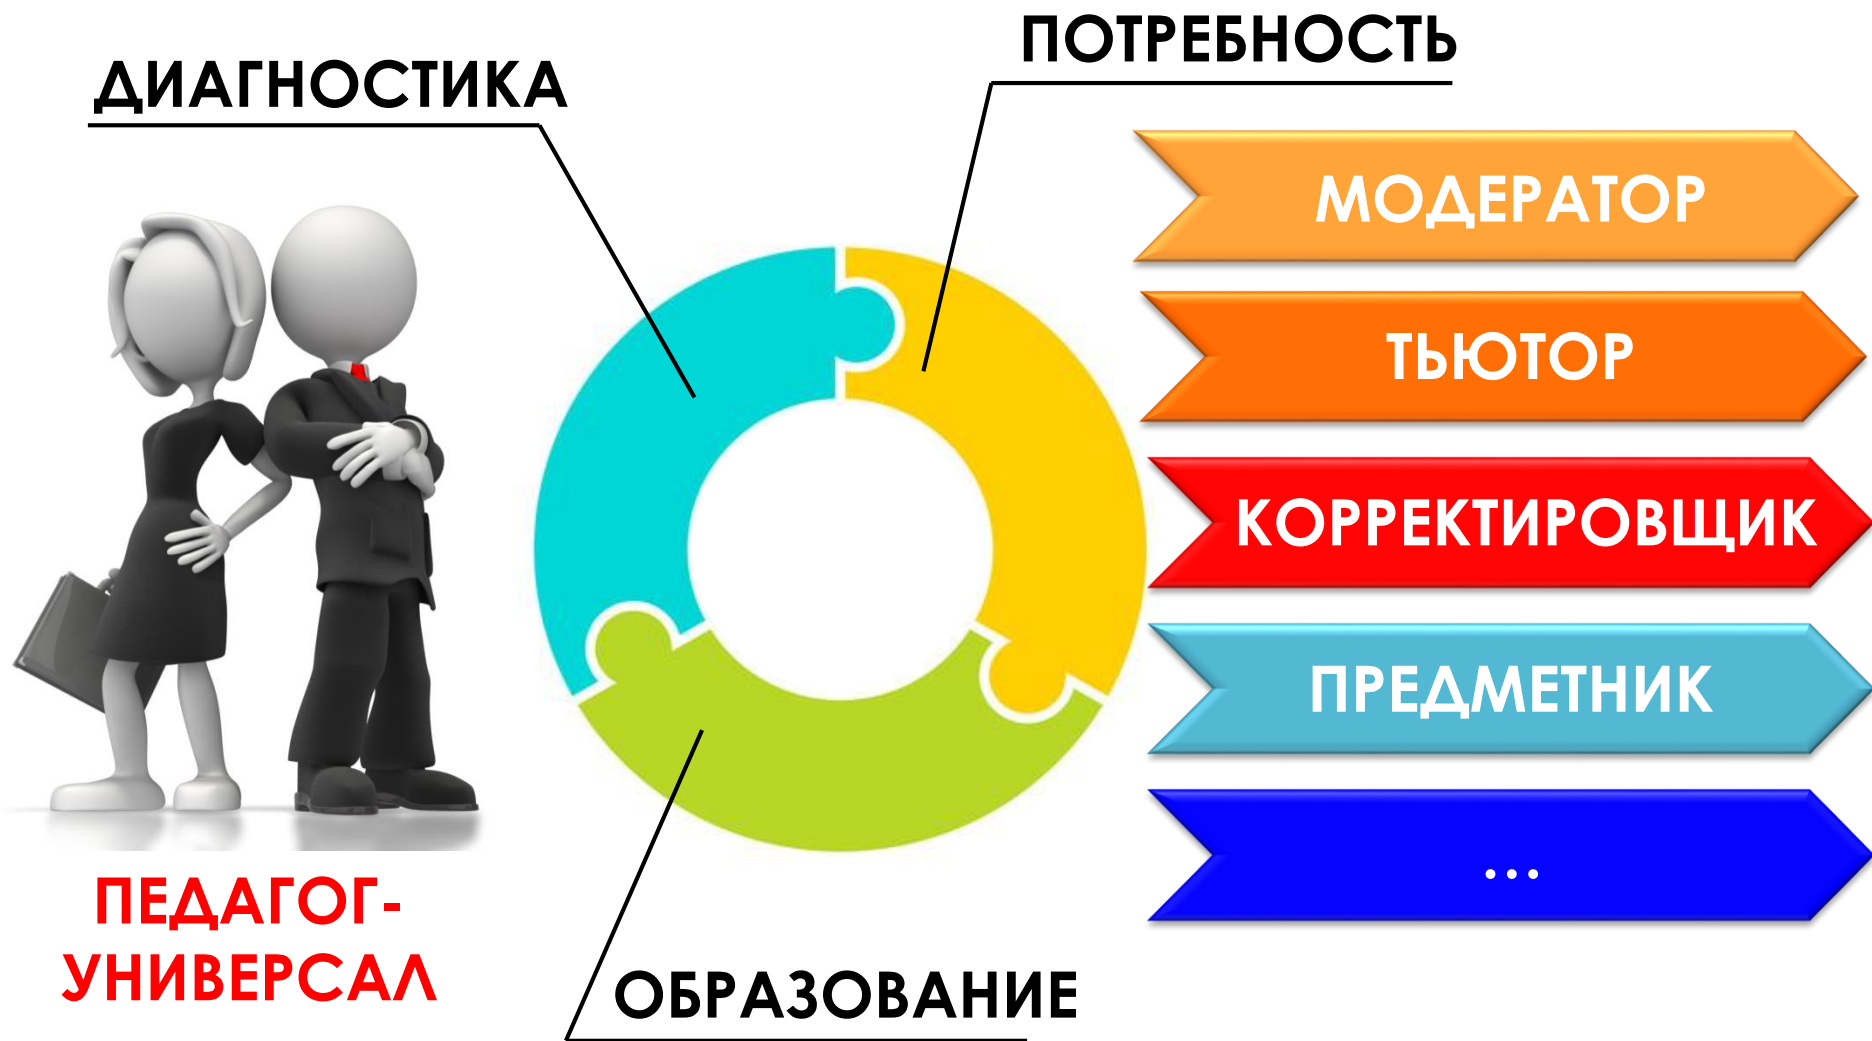 ДИАГНОСТИКА
ПОТРЕБНОСТЬ
МОДЕРАТОР
ТЬЮТОР
КОРРЕКТИРОВЩИК
ПРЕДМЕТНИК
...
ПЕДАГОГ-
УНИВЕРСАЛ
ОБРАЗОВАНИЕ